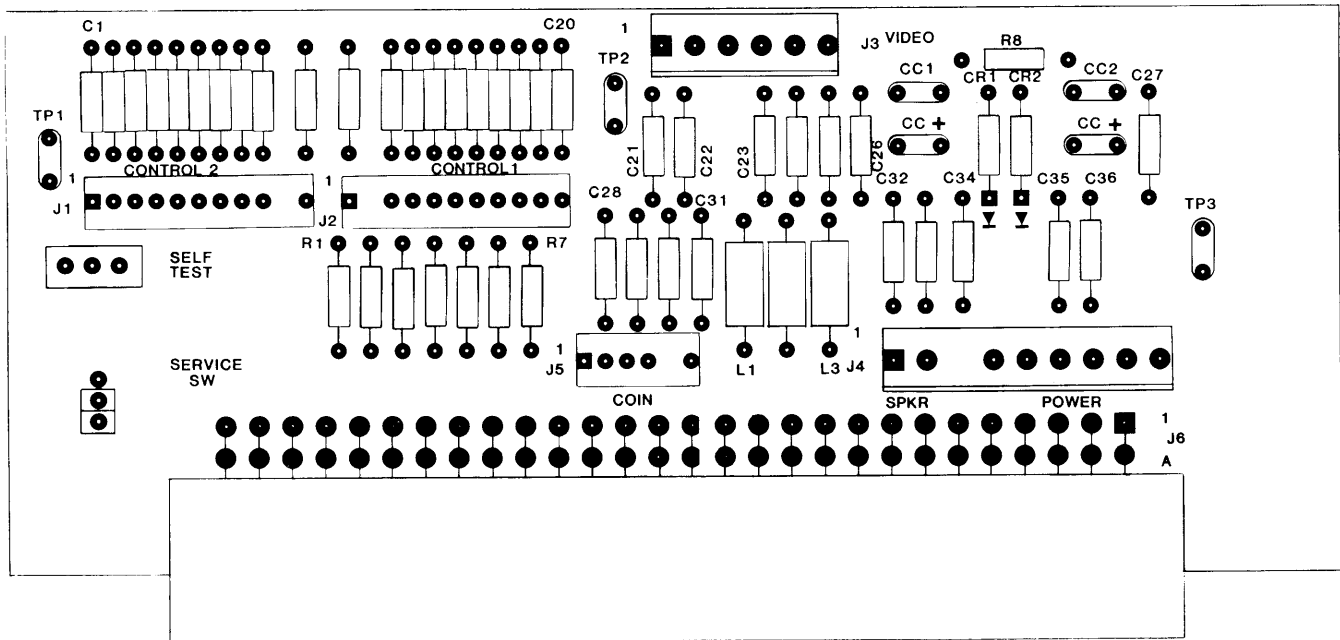 C1
C20
1
J3 VIDEO
R8
TP2
CC1
CR1
CR2
CC2
C27
TP1
CC +
CC +
C21
C22
C23
C26
1
CONTROL 2
1
CONTROL 1
J1
J2
C28
C31
C32
C34
C35
C36
TP3
R1
R7
SELF
TEST
1
J5
L1
L3
1
J4
SERVICE
SW
COIN
SPKR
POWER
1
J6
A